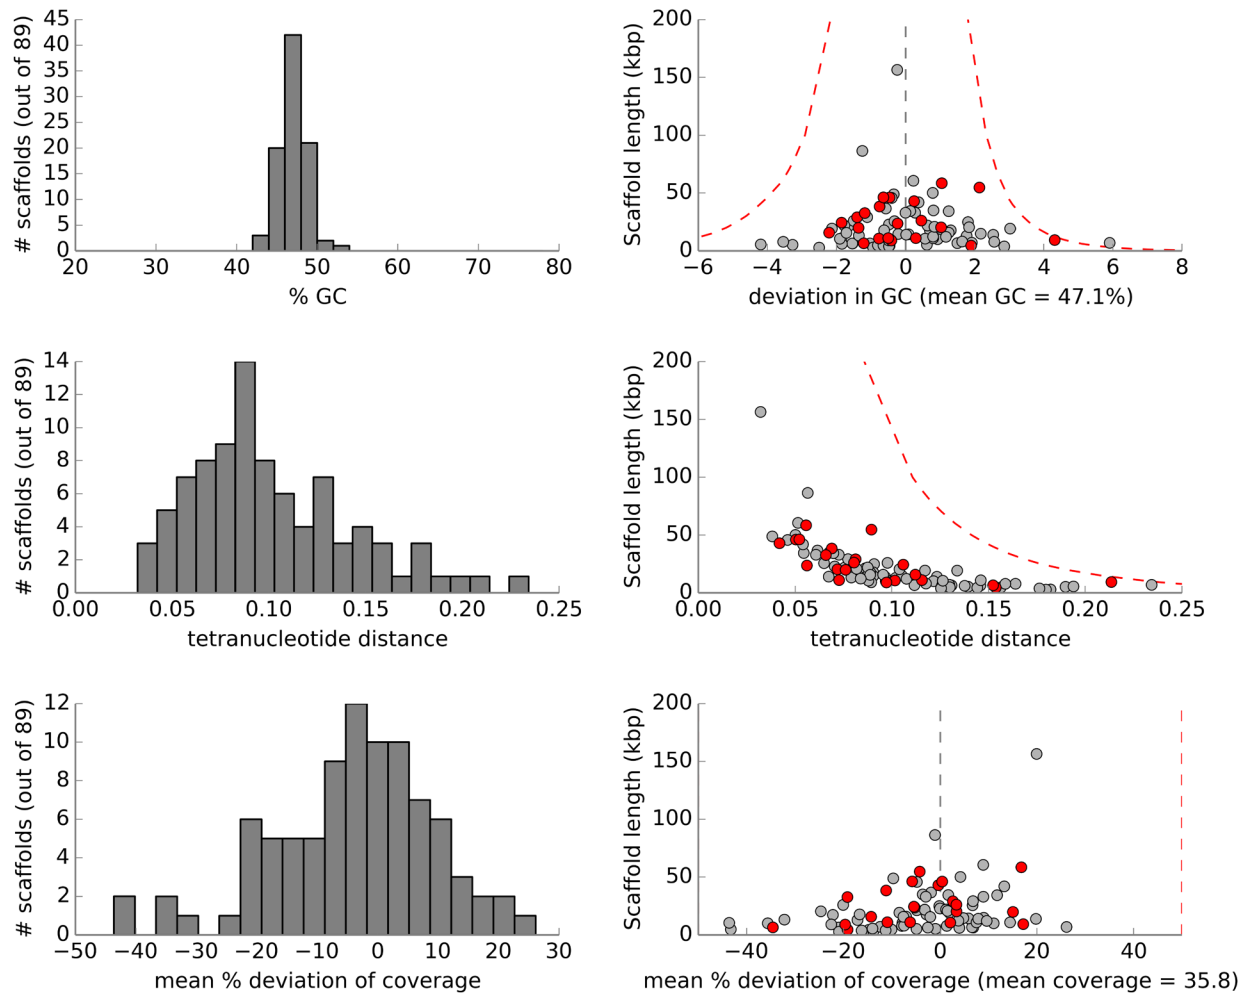 45
40
35
30
25
20
15
10
5
0
# scaffolds (out of 89)
20 30 40 50 60 70 80
% GC
200
150
100
50
0
Scaffold length (kbp)
−6 −4 −2 0 2 4 6 8
deviation in GC (mean GC = 47.1%)
14
12
10
8
6
4
2
0
# scaffolds (out of 89)
0.00 0.05 0.10 0.15 0.20 0.25
tetranucleotide distance
200
150
100
50
0
Scaffold length (kbp)
0.00 0.05 0.10 0.15 0.20 0.25
tetranucleotide distance
12
10
8
6
4
2
0
# scaffolds (out of 89)
−50 −40 −30 −20 −10 0 10 20 30
mean % deviation of coverage
200
150
100
50
0
Scaffold length (kbp)
−40 −20 0 20 40
mean % deviation of coverage (mean coverage = 35.8)